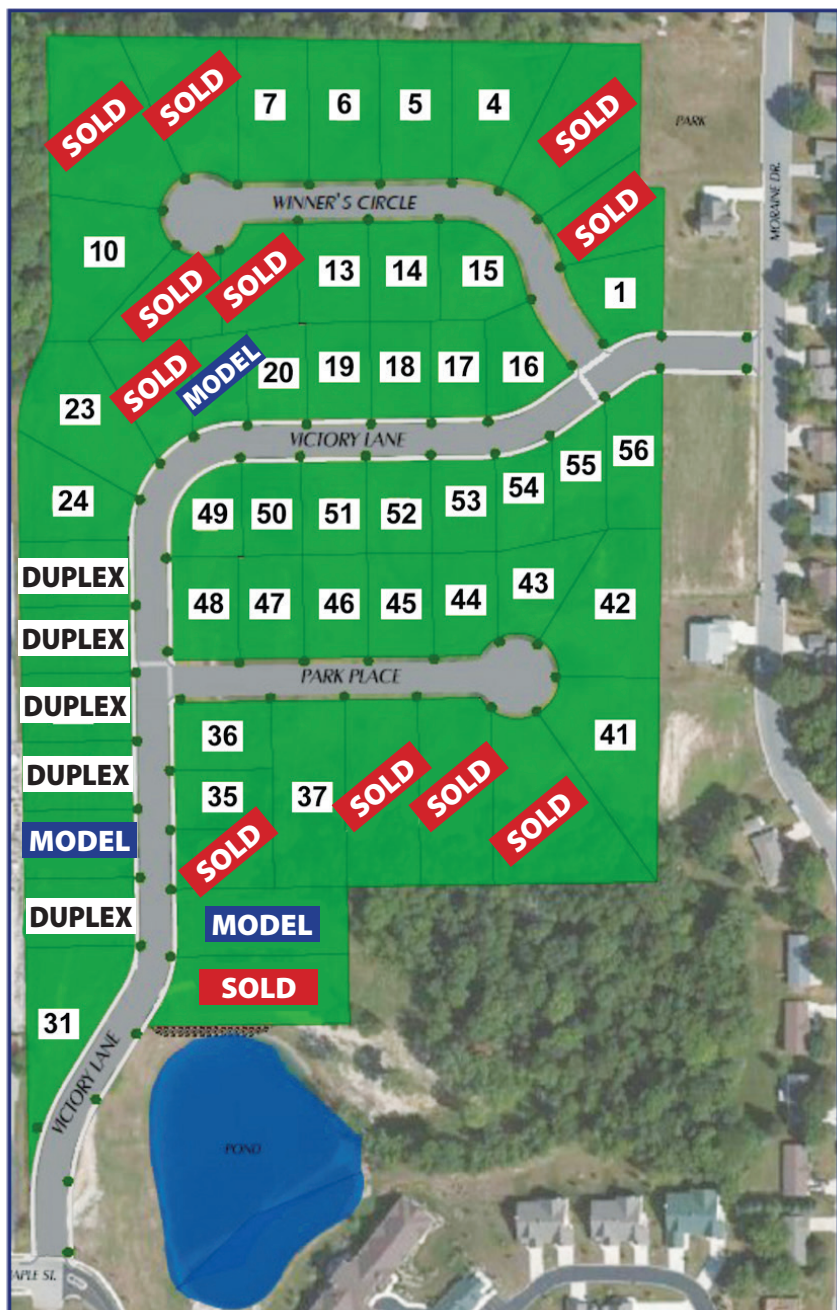 SOLD
SOLD
7
6
5
4
SOLD
PARK
SOLD
MORAINE DR.
WINNER'S CIRCLE
10
SOLD
SOLD
13
14
15
1
23
SOLD
MODEL
20
19
18
17
16
VICTORY LANE
24
49
50
51
52
53
54
55
56
DUPLEX
48
47
46
45
44
43
42
DUPLEX
PARK PLACE
DUPLEX
36
41
DUPLEX
35
37
SOLD
SOLD
SOLD
MODEL
SOLD
DUPLEX
MODEL
SOLD
31
VICTORY LANE
POND
APLE ST.